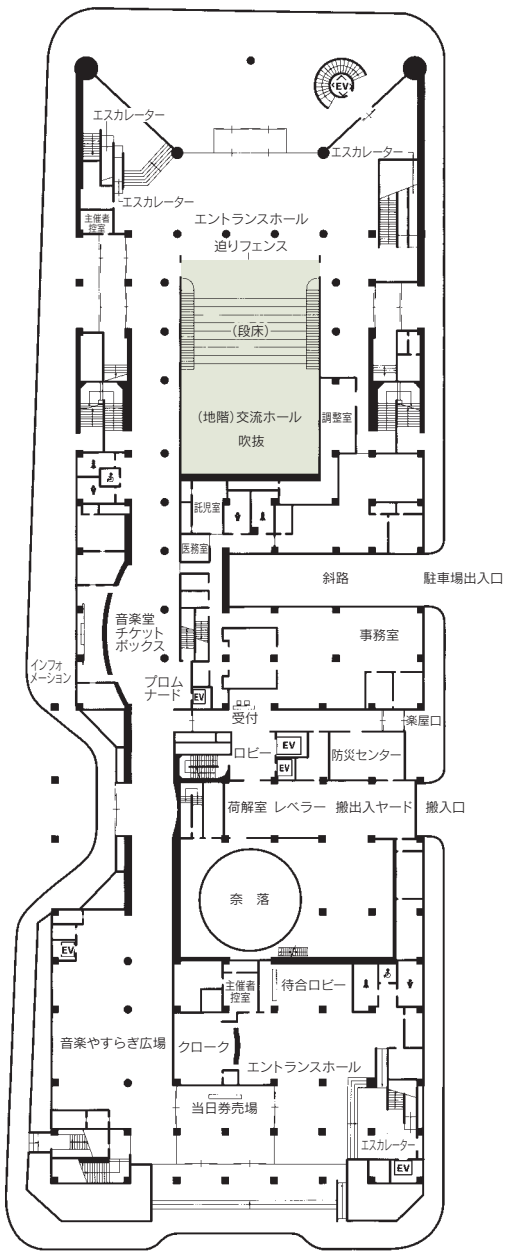 EV
エスカレーター
エスカレーター
エスカレーター
主催者
控室
エントランスホール
迫りフェンス
(段床)
(地階)交流ホール
吹抜
調整室
託児室
医務室
斜路
駐車場出入口
音楽堂
チケット
ボックス
事務室
インフォ
メーション
プロム
ナード
EV
受付
楽屋口
ロビー
EV
EV
防災センター
荷解室
レベラー
搬出入ヤード
搬入口
奈落
EV
主催者
控室
待合ロビー
音楽やすらぎ広場
クローク
エントランスホール
当日券売場
エスカレーター
EV